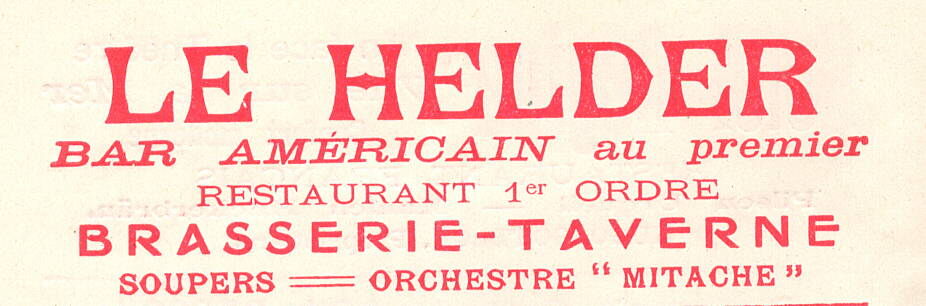 LE HELDER
BAR AMÉRICAIN au premier
RESTAURANT 1er ORDRE
BRASSERIE-TAVERNE
SOUPERS == ORCHESTRE “ MITACHE ”